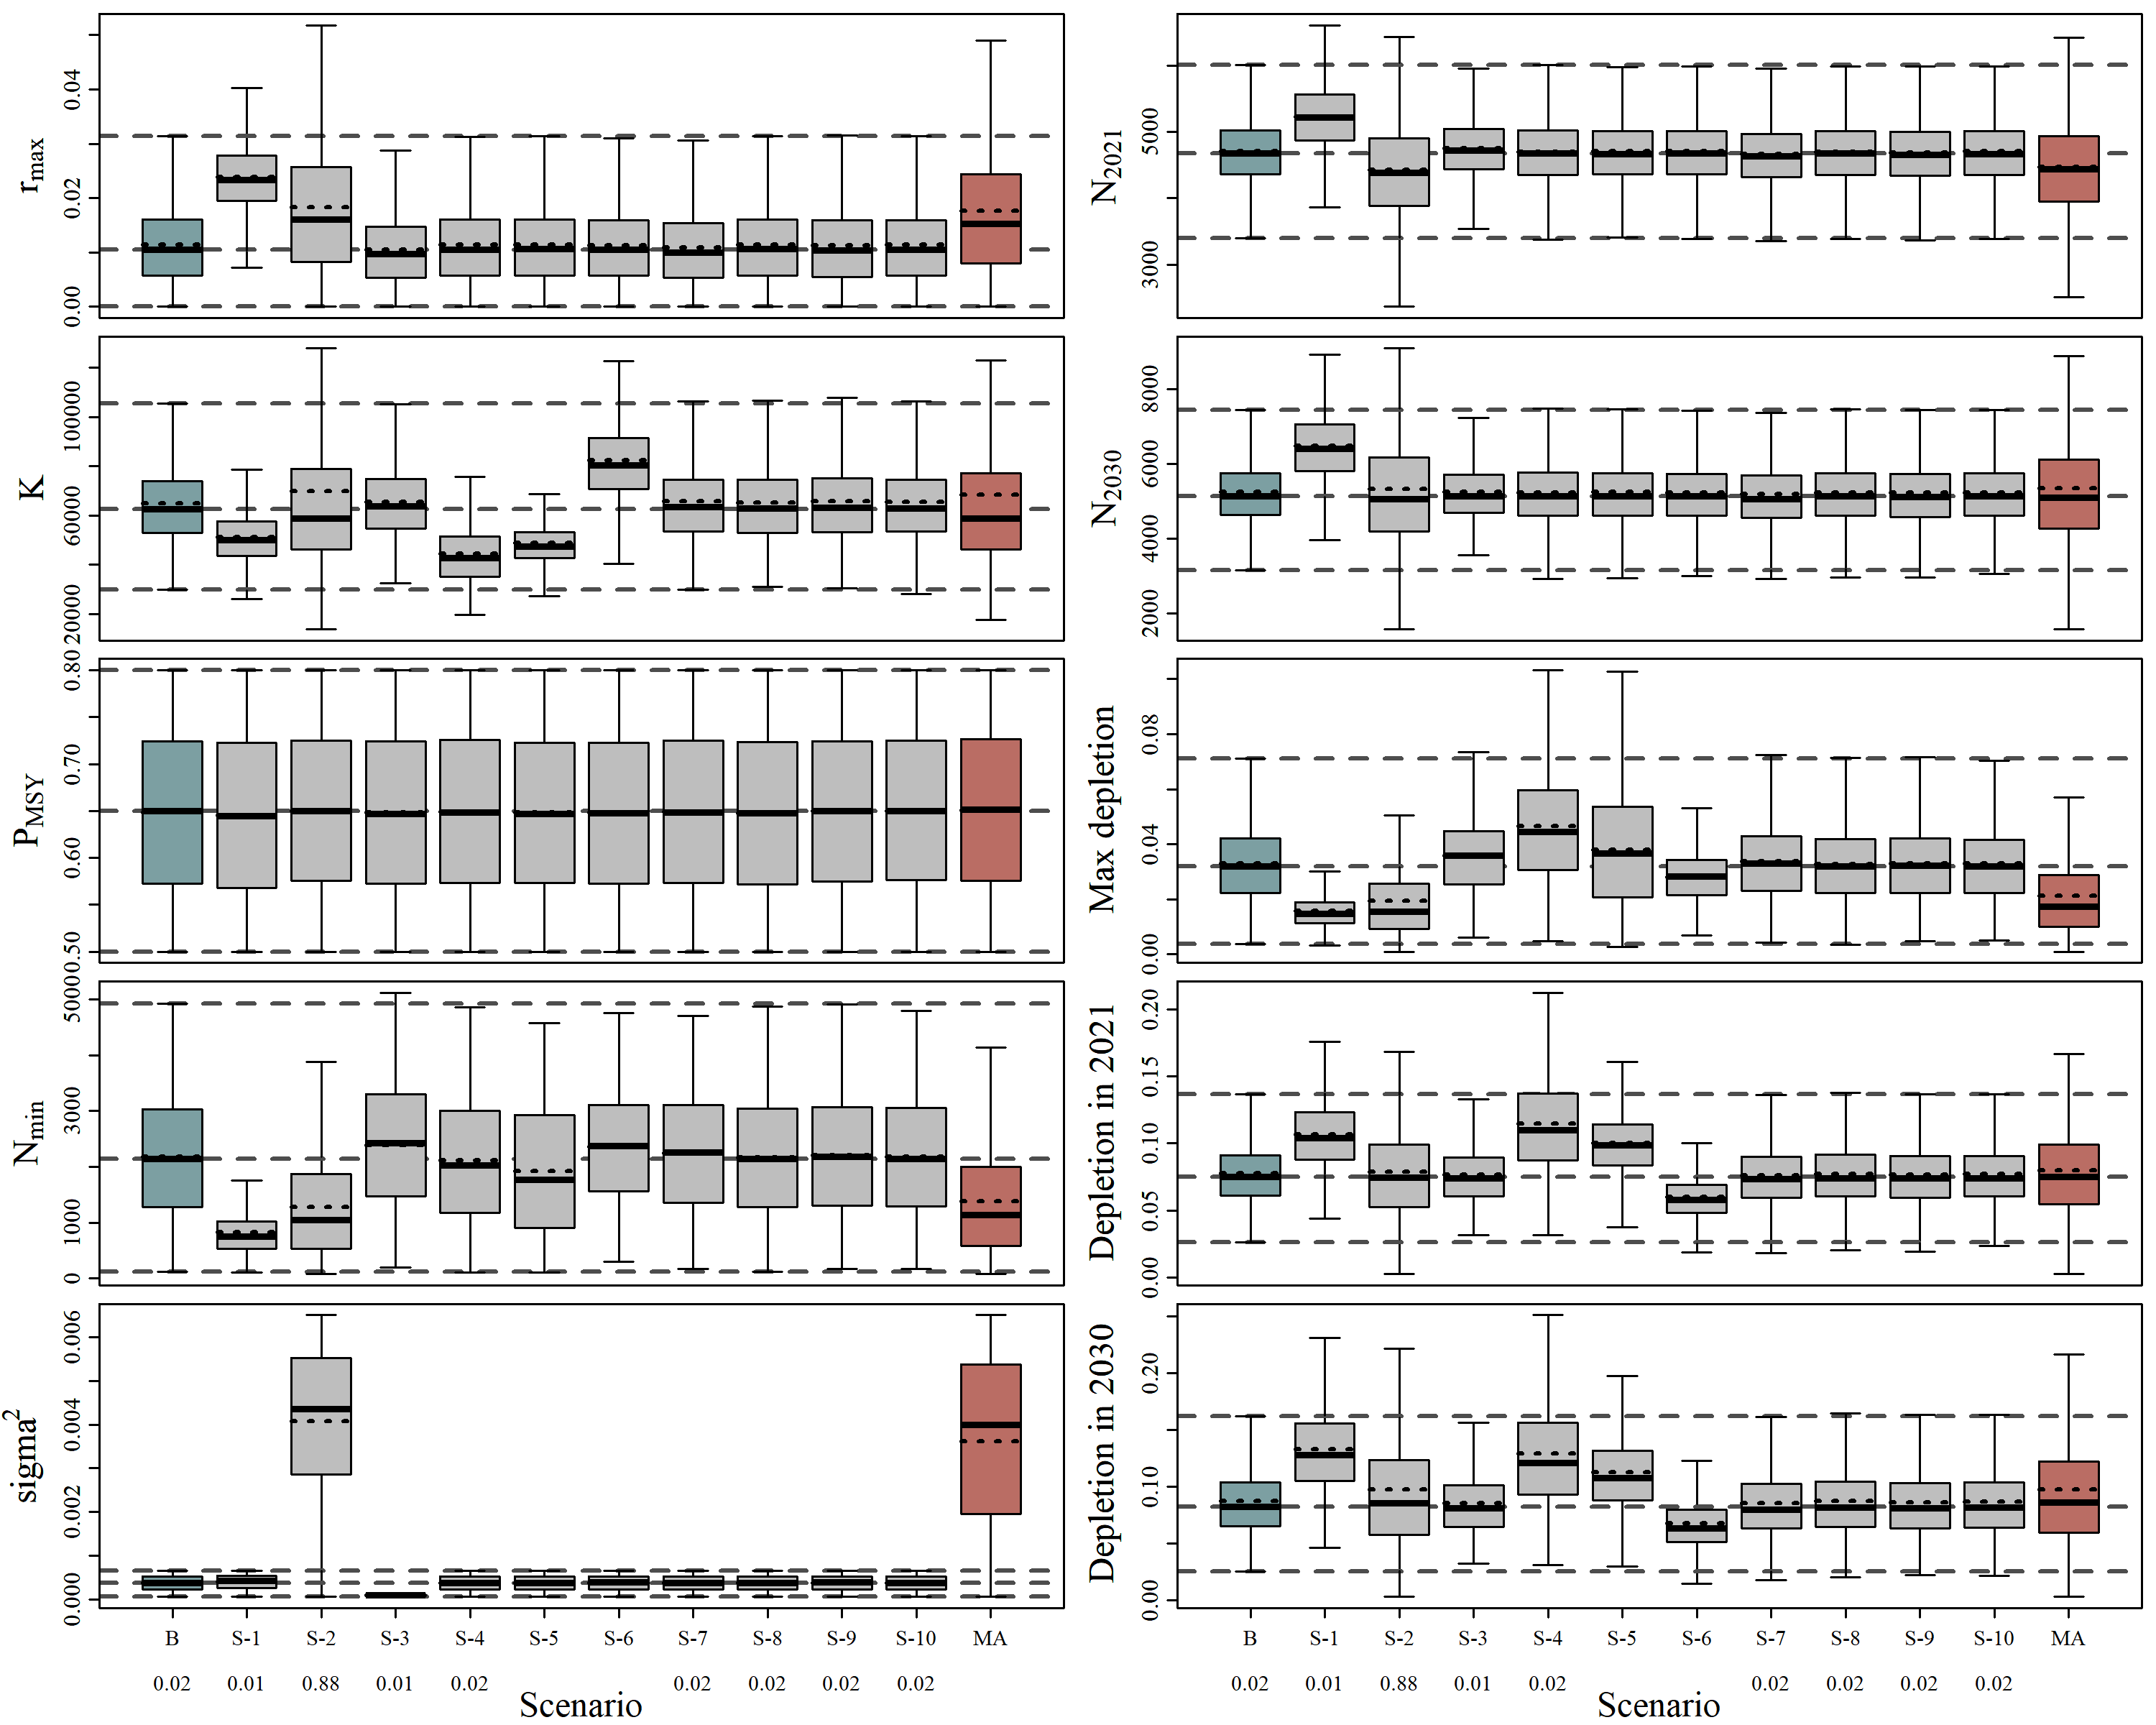 r_max
0.00 0.02 0.04
N_2021
3000 5000
K
20000 60000 100000
N_2030
2000 4000 6000 8000
P_MSY
0.50 0.60 0.70 0.80
Max depletion
0.00 0.04 0.08
N_min
0 1000 3000 5000
Depletion in 2021
0.00 0.05 0.10 0.15 0.20
sigma^2
0.000 0.002 0.004 0.006
Depletion in 2030
0.00 0.10 0.20
B S-1 S-2 S-3 S-4 S-5 S-6 S-7 S-8 S-9 S-10 MA
0.02 0.01 0.88 0.01 0.02 0.02 0.02 0.02 0.02
Scenario
B S-1 S-2 S-3 S-4 S-5 S-6 S-7 S-8 S-9 S-10 MA
0.02 0.01 0.88 0.01 0.02 0.02 0.02 0.02 0.02
Scenario